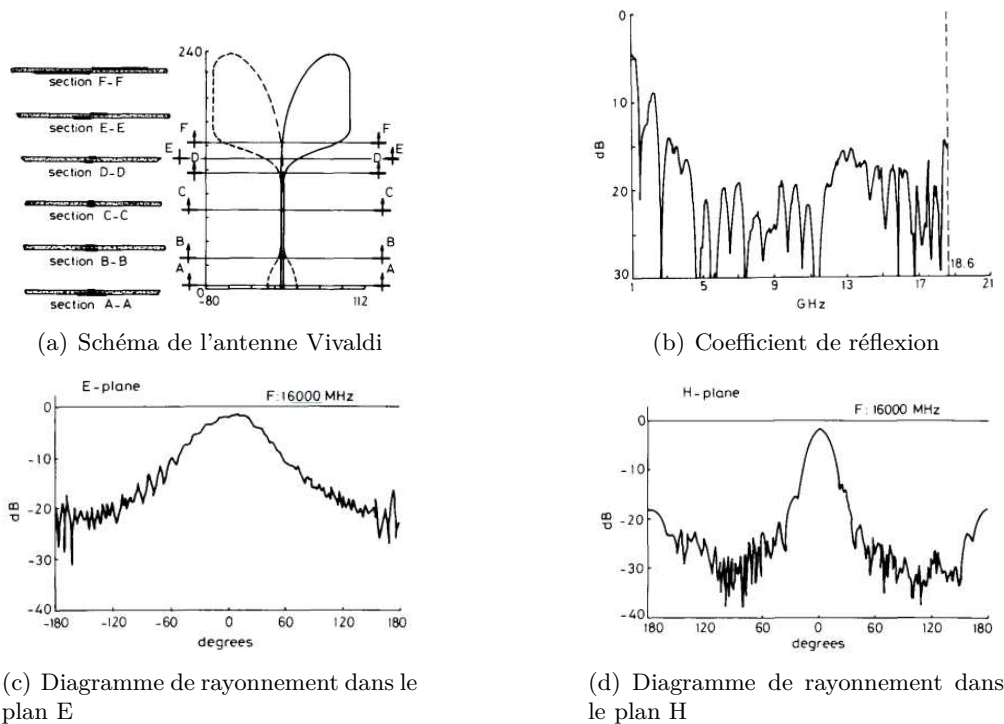 240
section F-F
section E-E
section D-D
section C-C
section B-B
section A-A
F F
E E
D D
C C
B B
A A
0
-80 112
(a) Schéma de l'antenne Vivaldi
0
10
20
30
dB
1 5 9 13 17 21
GHz
18.6
(b) Coefficient de réflexion
E-plane
F:16000 MHz
0
-10
-20
-30
-40
dB
-180 -120 -60 0 60 120 180
degrees
(c) Diagramme de rayonnement dans le
plan E
H-plane
F: 16000 MHz
0
-10
-20
-30
-40
dB
180 120 60 0 60 120 180
degrees
(d) Diagramme de rayonnement dans
le plan H